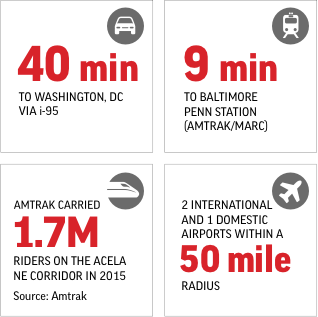 40 min
TO WASHINGTON, DC
VIA i-95
9 min
TO BALTIMORE
PENN STATION
(AMTRAK/MARC)
AMTRAK CARRIED
1.7M
RIDERS ON THE ACELA
NE CORRIDOR IN 2015
Source: Amtrak
2 INTERNATIONAL
AND 1 DOMESTIC
AIRPORTS WITHIN A
50 mile
RADIUS